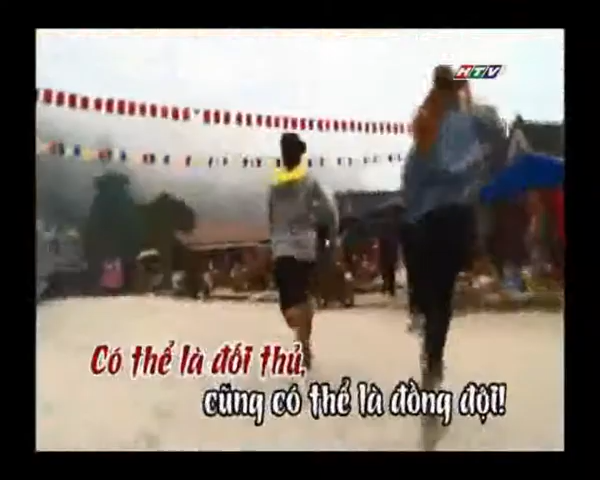 HTV
Có thể là đối thủ,
cũng có thể là đồng đội!